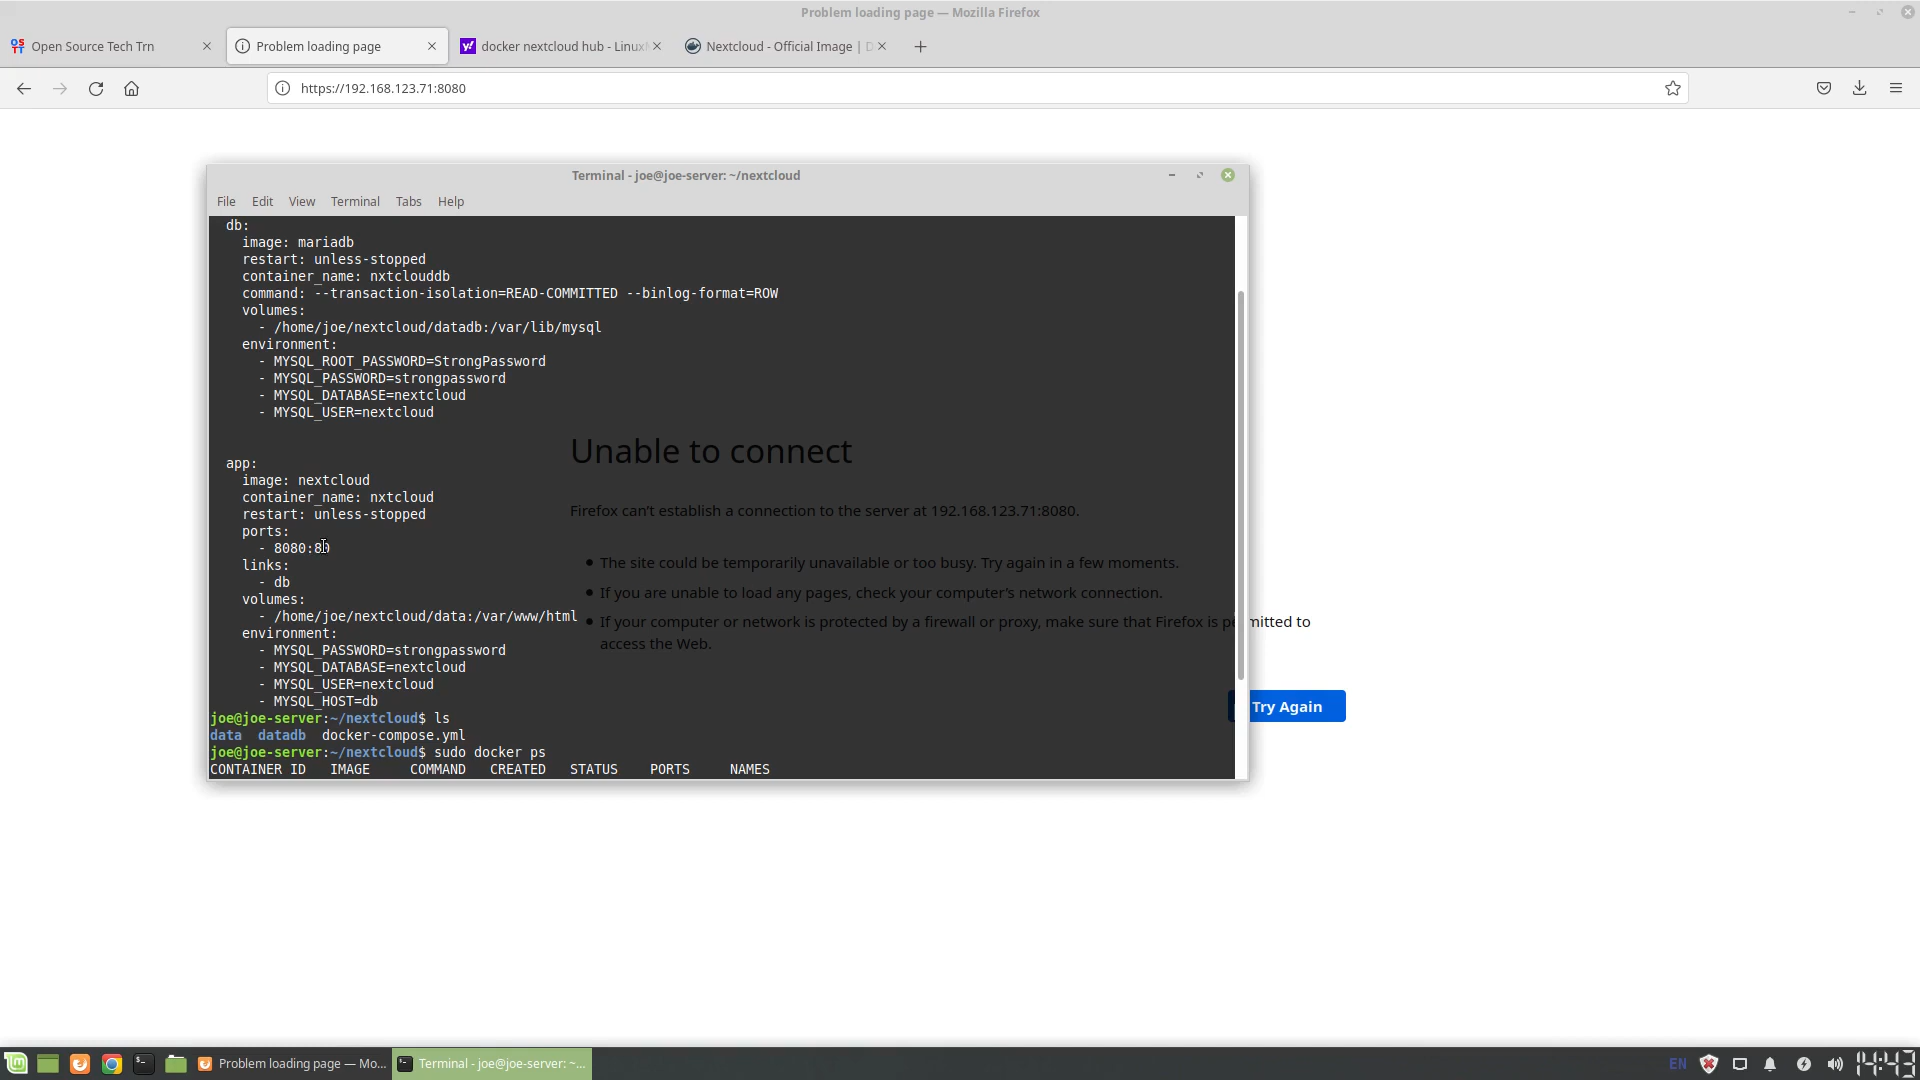 Problem loading page — Mozilla Firefox
Open Source Tech Trn
Problem loading page
docker nextcloud hub - Linux
Nextcloud - Official Image |
https://192.168.123.71:8080
Terminal - joe@joe-server: ~/nextcloud
File Edit View Terminal Tabs Help
db:
image: mariadb
restart: unless-stopped
container_name: nxtclouddb
command: --transaction-isolation=READ-COMMITTED --binlog-format=ROW
volumes:
- /home/joe/nextcloud/datadb:/var/lib/mysql
environment:
- MYSQL_ROOT_PASSWORD=StrongPassword
- MYSQL_PASSWORD=strongpassword
- MYSQL_DATABASE=nextcloud
- MYSQL_USER=nextcloud
app:
image: nextcloud
container_name: nxtcloud
restart: unless-stopped
ports:
- 8080:80
links:
- db
volumes:
- /home/joe/nextcloud/data:/var/www/html
environment:
- MYSQL_PASSWORD=strongpassword
- MYSQL_DATABASE=nextcloud
- MYSQL_USER=nextcloud
- MYSQL_HOST=db
joe@joe-server:~/nextcloud$ ls
data datadb docker-compose.yml
joe@joe-server:~/nextcloud$ sudo docker ps
CONTAINER ID IMAGE COMMAND CREATED STATUS PORTS NAMES
Unable to connect
Firefox can’t establish a connection to the server at 192.168.123.71:8080.
The site could be temporarily unavailable or too busy. Try again in a few moments.
If you are unable to load any pages, check your computer’s network connection.
If your computer or network is protected by a firewall or proxy, make sure that Firefox is permitted to
access the Web.
Try Again
Problem loading page — Mo...
Terminal - joe@joe-server: ~...
EN
14:43